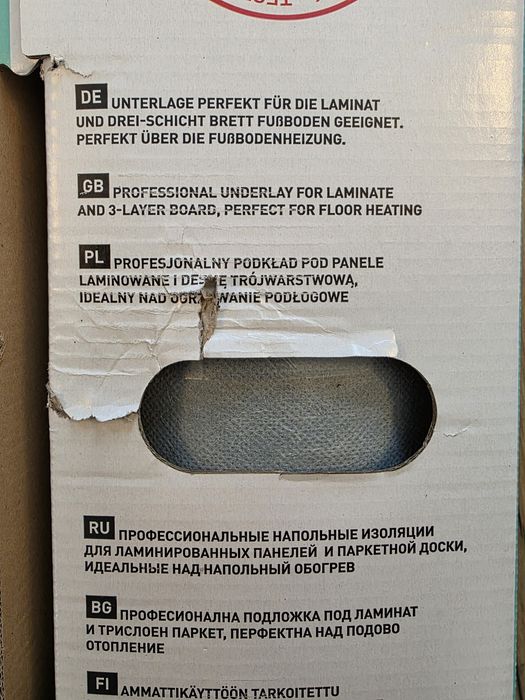 DE UNTERLAGE PERFEKT FÜR DIE LAMINAT
UND DREI-SCHICHT BRETT FUßBODEN GEEIGNET.
PERFEKT ÜBER DIE FUßBODENHEIZUNG.
GB PROFESSIONAL UNDERLAY FOR LAMINATE
AND 3-LAYER BOARD, PERFECT FOR FLOOR HEATING
PL PROFESJONALNY PODKŁAD POD PANELE
LAMINOWANE I DESKĘ TRÓJWARSTWOWĄ,
IDEALNY NAD OGRZEWANIE PODŁOGOWE
RU ПРОФЕССИОНАЛЬНЫЕ НАПОЛЬНЫЕ ИЗОЛЯЦИИ
ДЛЯ ЛАМИНИРОВАННЫХ ПАНЕЛЕЙ И ПАРКЕТНОЙ ДОСКИ,
ИДЕАЛЬНЫЕ НАД НАПОЛЬНЫЙ ОБОГРЕВ
BG ПРОФЕСИОНАЛНА ПОДЛОЖКА ПОД ЛАМИНАТ
И ТРИСЛОЕН ПАРКЕТ, ПЕРФЕКТНА НАД ПОДОВО
ОТОПЛЕНИЕ
FI AMMATTIKÄYTTÖÖN TARKOITETTU